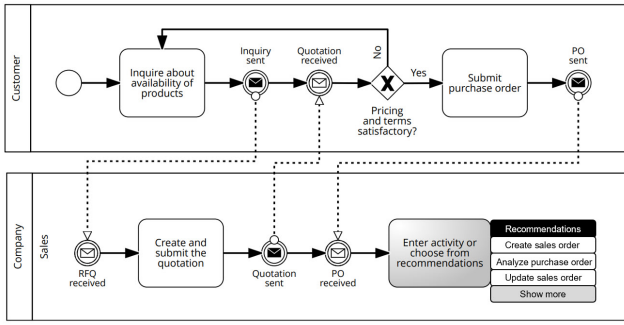 Customer
Inquire about
availability of
products
Inquiry
sent
Quotation
received
No
Yes
Pricing
and terms
satisfactory?
Submit
purchase order
PO
sent
Company
Sales
RFQ
received
Create and
submit the
quotation
Quotation
sent
PO
received
Enter activity or
choose from
recommendations
Recommendations
Create sales order
Analyze purchase order
Update sales order
Show more